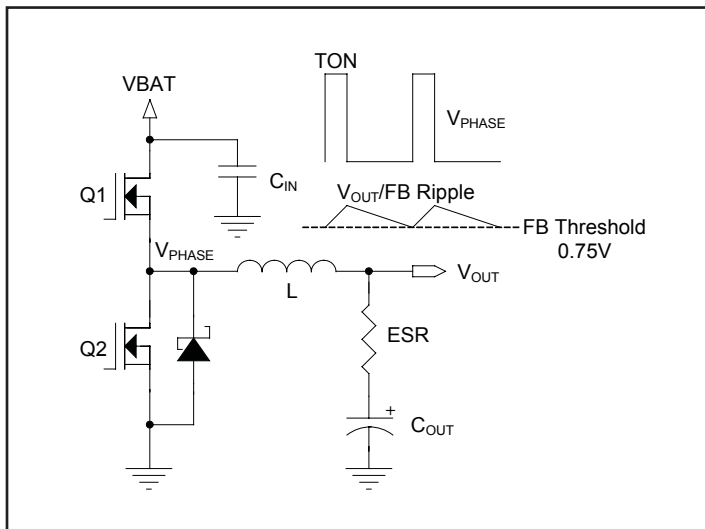 TON
VBAT
VPHASE
CIN
Q1
VOUT/FB Ripple
FB Threshold
0.75V
VPHASE
L
VOUT
Q2
ESR
+
COUT